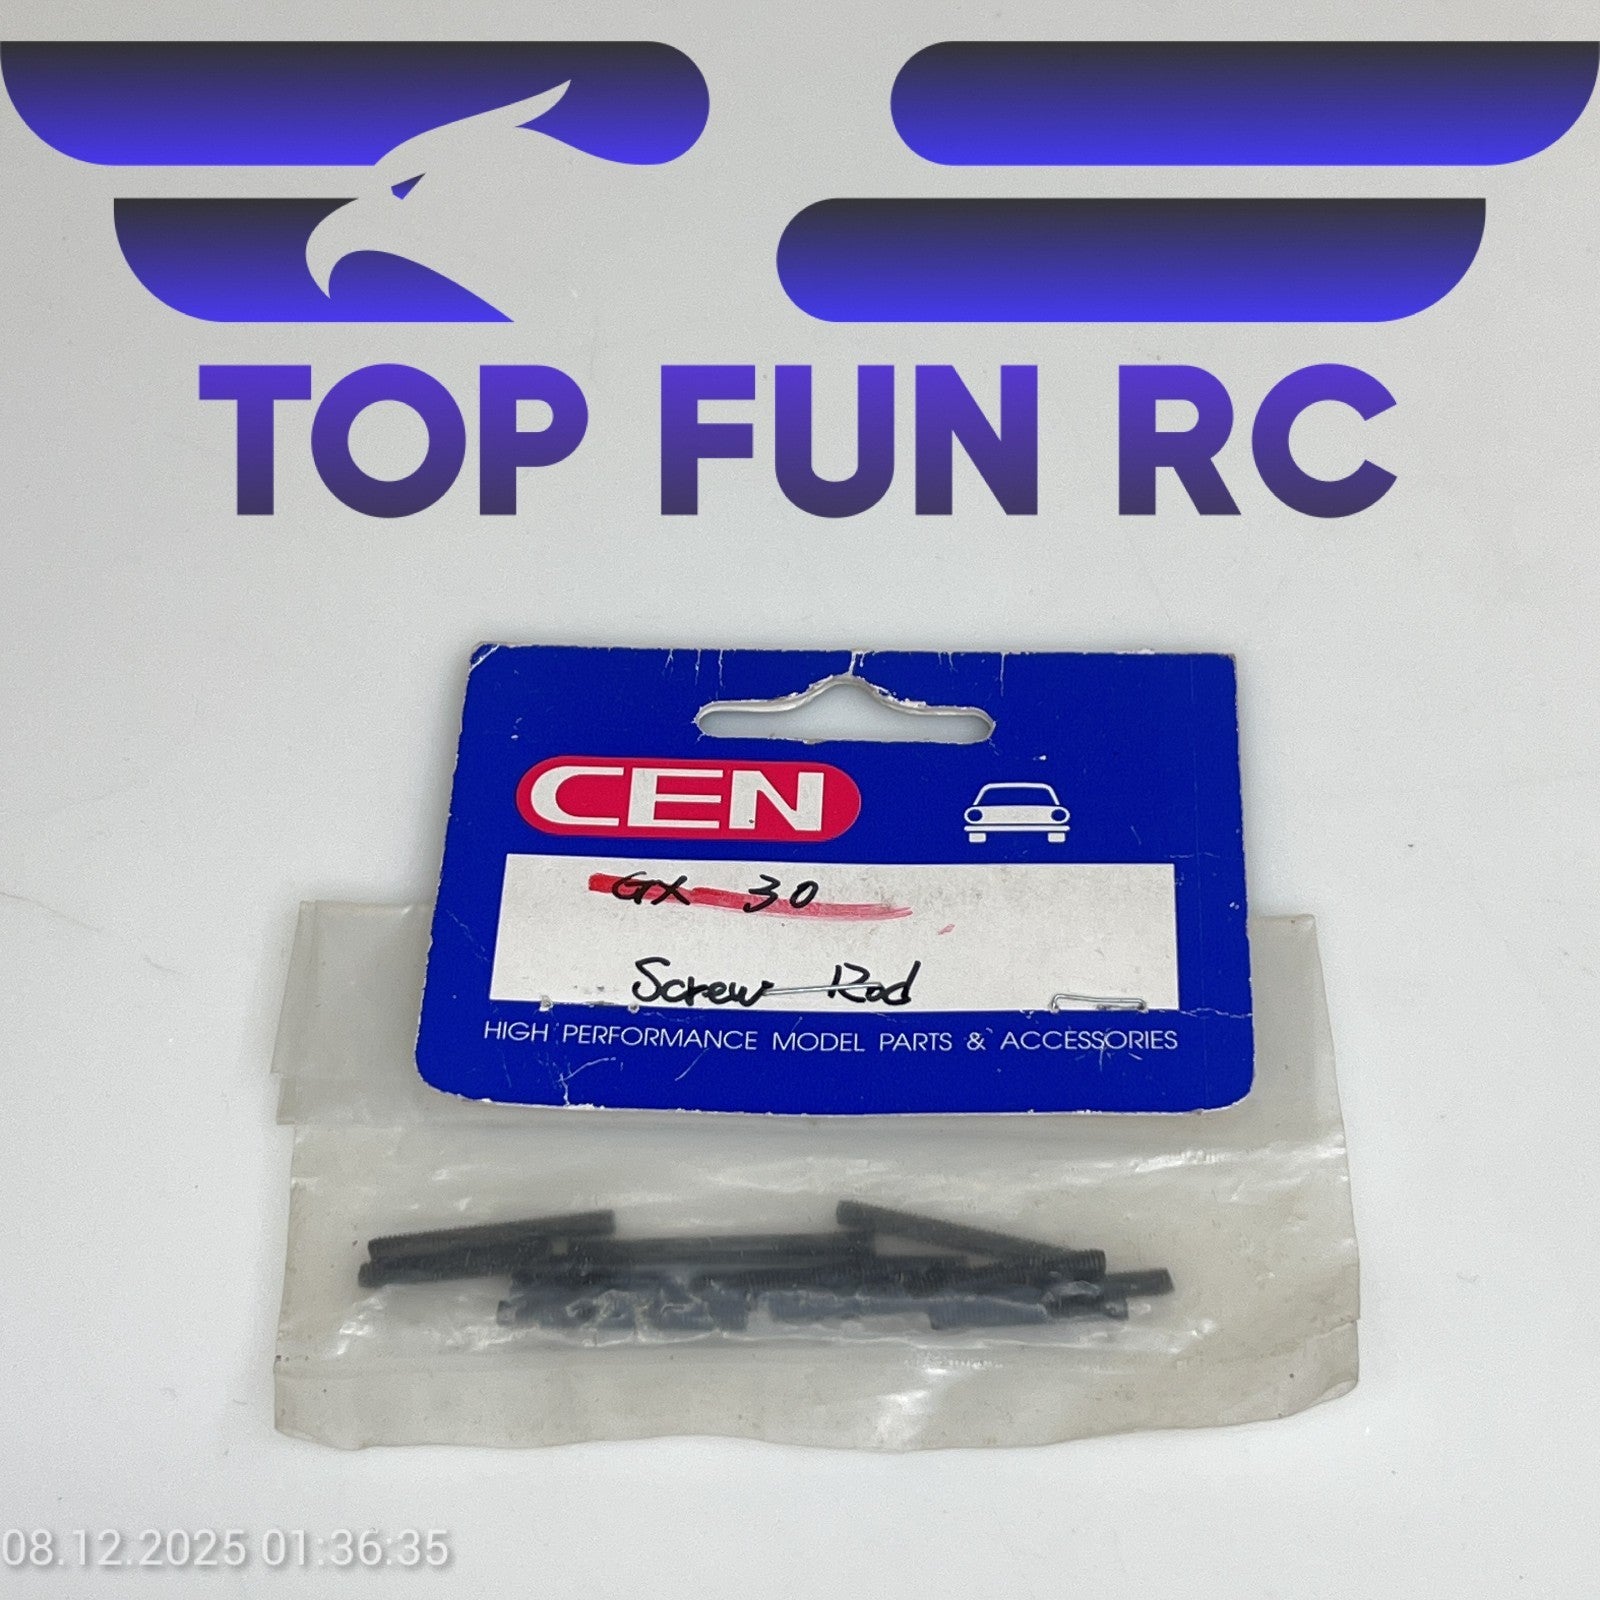 TOP FUN RC
CEN
GX 30
Screw Rod
HIGH PERFORMANCE MODEL PARTS & ACCESSORIES
08.12.2025 01:36:35